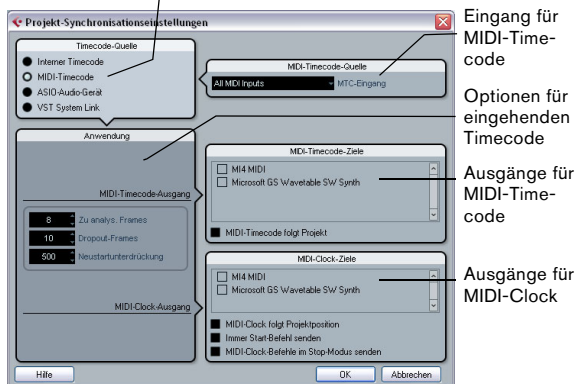 Projekt-Synchronisationseinstellungen
Timecode-Quelle
Interner Timecode
MIDI-Timecode
ASIO-Audio-Gerät
VST System Link
MIDI-Timecode-Quelle
All MIDI Inputs
MTC-Eingang
Anwendung
MIDI-Timecode-Ausgang
8 Zu analys. Frames
10 Dropout-Frames
500 Neustartunterdrückung
MIDI-Clock-Ausgang
MIDI-Timecode-Ziele
MI4 MIDI
Microsoft GS Wavetable SW Synth
MIDI-Timecode folgt Projekt
MIDI-Clock-Ziele
MI4 MIDI
Microsoft GS Wavetable SW Synth
MIDI-Clock folgt Projektposition
Immer Start-Befehl senden
MIDI-Clock-Befehle im Stop-Modus senden
Hilfe
OK
Abbrechen
Eingang für
MIDI-Time-
code
Optionen für
eingehenden
Timecode
Ausgänge für
MIDI-Time-
code
Ausgänge für
MIDI-Clock